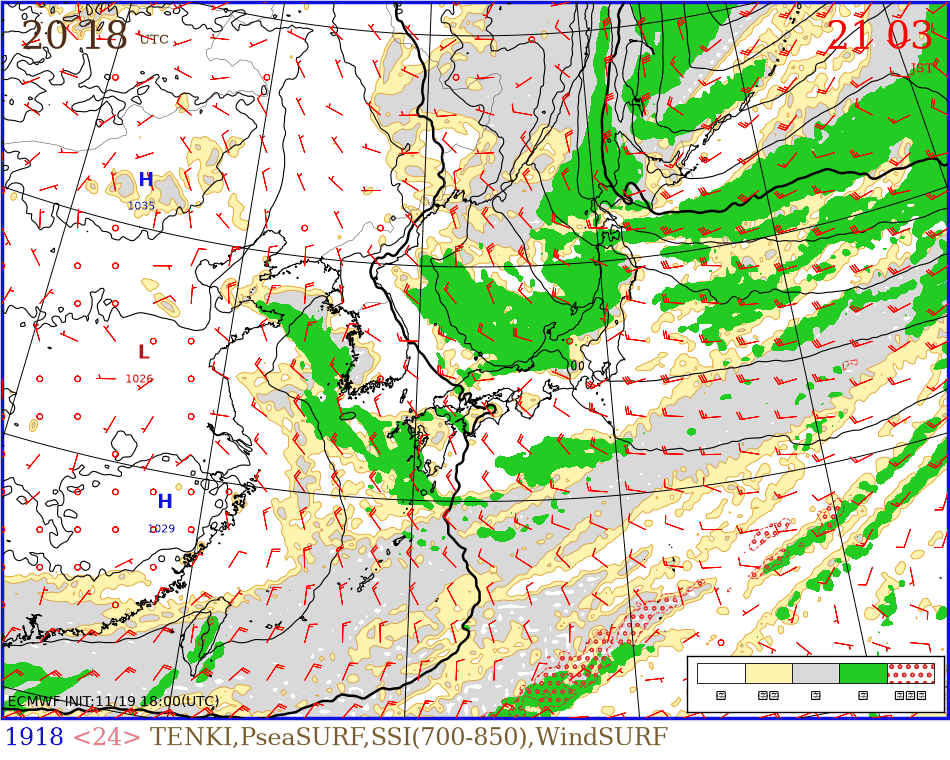 20 18 UTC
21 03 JST
H
1035
L
1026
100
H
1029
ECMWF INIT:11/19 18:00(UTC)
1918 <24> TENKI,PseaSURF,SSI(700-850),WindSURF